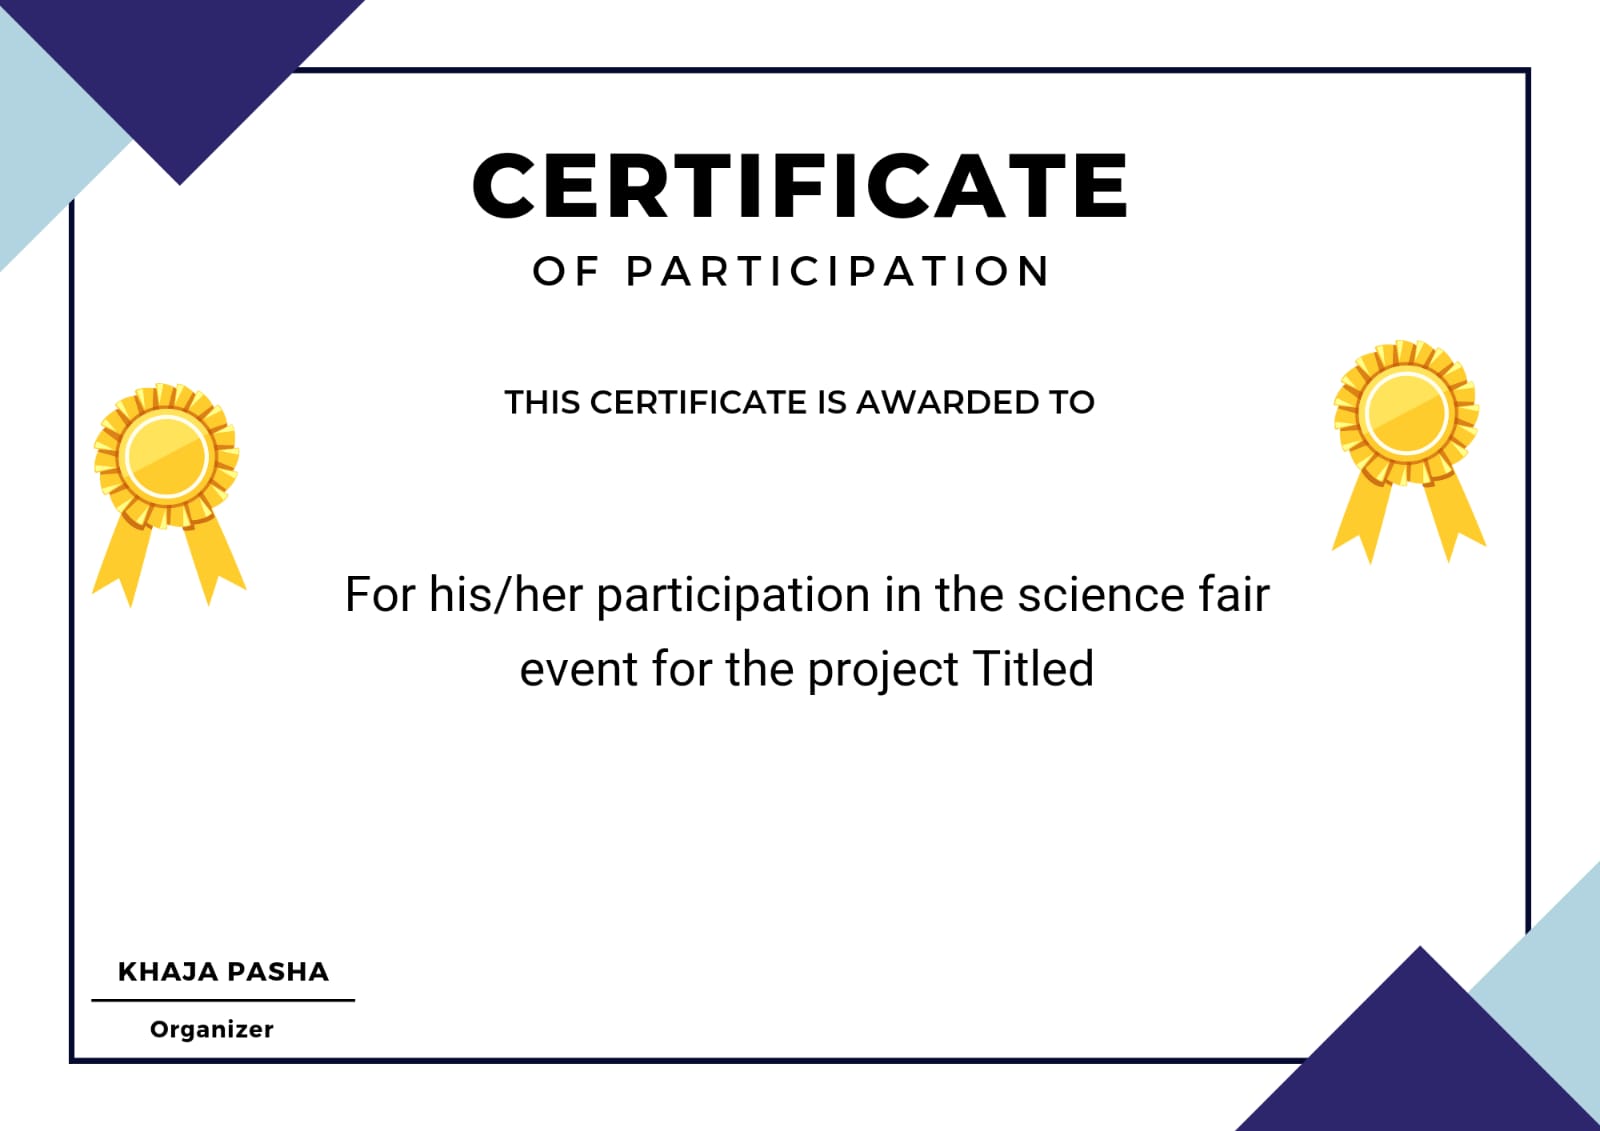 CERTIFICATE
OF PARTICIPATION
THIS CERTIFICATE IS AWARDED TO
For his/her participation in the science fair
event for the project Titled
KHAJA PASHA
Organizer